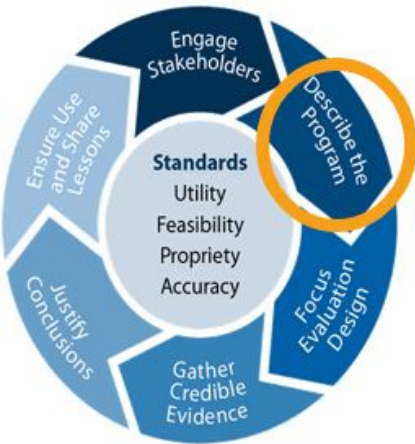 Engage
Stakeholders
Describe the
Program
Focus
Evaluation
Design
Gather
Credible
Evidence
Justify
Conclusions
Ensure Use
and Share
Lessons
Standards
Utility
Feasibility
Propriety
Accuracy